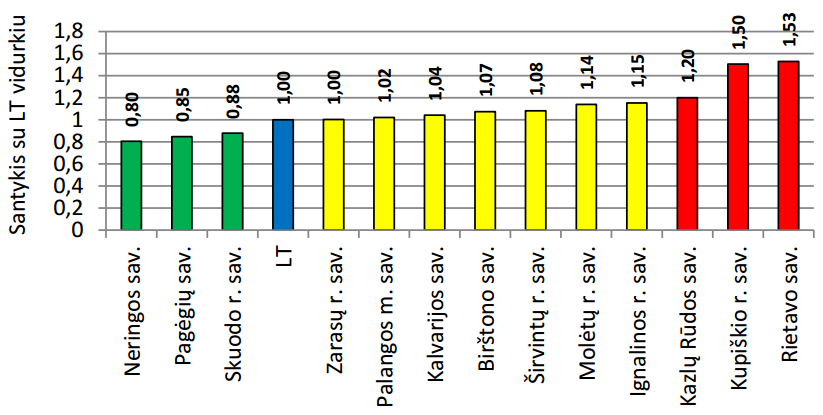 Santykis su LT vidurkiu
1,8
1,6
1,4
1,2
1
0,8
0,6
0,4
0,2
0
0,80
0,85
0,88
1,00
1,00
1,02
1,04
1,07
1,08
1,14
1,15
1,20
1,50
1,53
Neringos sav.
Pagėgių sav.
Skuodo r. sav.
LT
Zarasų r. sav.
Palangos m. sav.
Kalvarijos sav.
Birštono sav.
Širvintų r. sav.
Molėtų r. sav.
Ignalinos r. sav.
Kazlų Rūdos sav.
Kupiškio r. sav.
Rietavo sav.